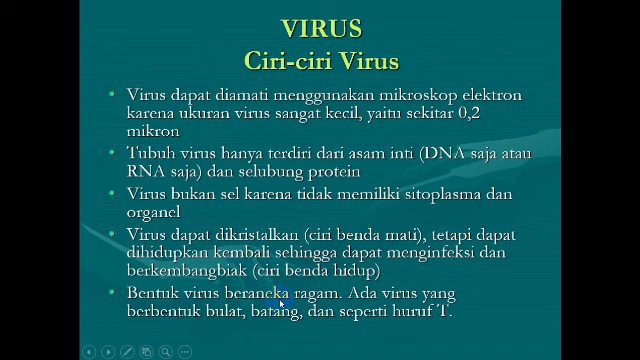 VIRUS
Ciri-ciri Virus
• Virus dapat diamati menggunakan mikroskop elektron
karena ukuran virus sangat kecil, yaitu sekitar 0,2
mikron
• Tubuh virus hanya terdiri dari asam inti (DNA saja atau
RNA saja) dan selubung protein
• Virus bukan sel karena tidak memiliki sitoplasma dan
organel
• Virus dapat dikristalkan (ciri benda mati), tetapi dapat
dihidupkan kembali sehingga dapat menginfeksi dan
berkembangbiak (ciri benda hidup)
• Bentuk virus beraneka ragam. Ada virus yang
berbentuk bulat, batang, dan seperti huruf T.